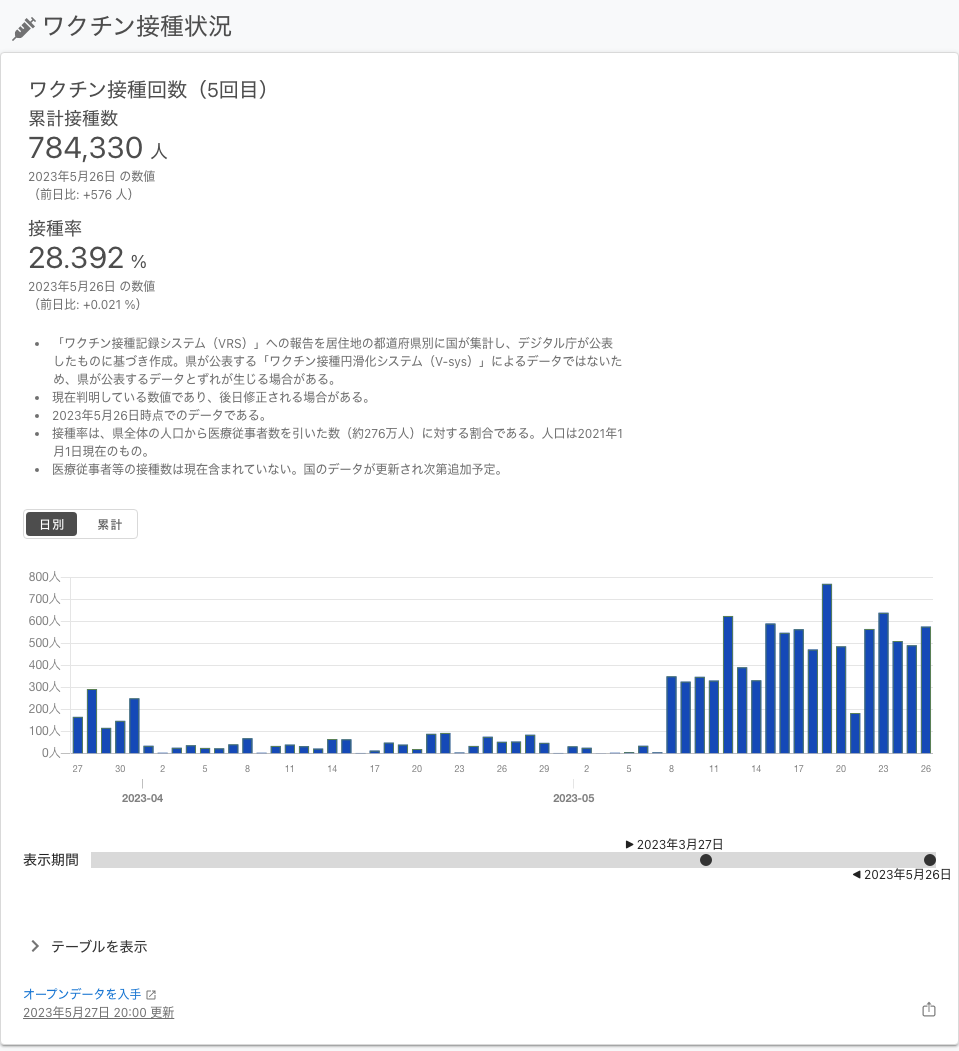 ワクチン接種状況
ワクチン接種回数（5回目）
累計接種数
784,330 人
2023年5月26日 の数値
（前日比: +576 人）
接種率
28.392 %
2023年5月26日 の数値
（前日比: +0.021 %）
• 「ワクチン接種記録システム（VRS）」への報告を居住地の都道府県別に国が集計し、デジタル庁が公表
したものに基づき作成。県が公表する「ワクチン接種円滑化システム（V-sys）」によるデータではないた
め、県が公表するデータとずれが生じる場合がある。
• 現在判明している数値であり、後日修正される場合がある。
• 2023年5月26日時点でのデータである。
• 接種率は、県全体の人口から医療従事者数を引いた数（約276万人）に対する割合である。人口は2021年1
月1日現在のもの。
• 医療従事者等の接種数は現在含まれていない。国のデータが更新され次第追加予定。
日別 累計
800人
700人
600人
500人
400人
300人
200人
100人
0人
27 30 2 5 8 11 14 17 20 23 26 29 2 5 8 11 14 17 20 23 26
2023-04 2023-05
▶ 2023年3月27日
表示期間
◀ 2023年5月26日
テーブルを表示
オープンデータを入手
2023年5月27日 20:00 更新